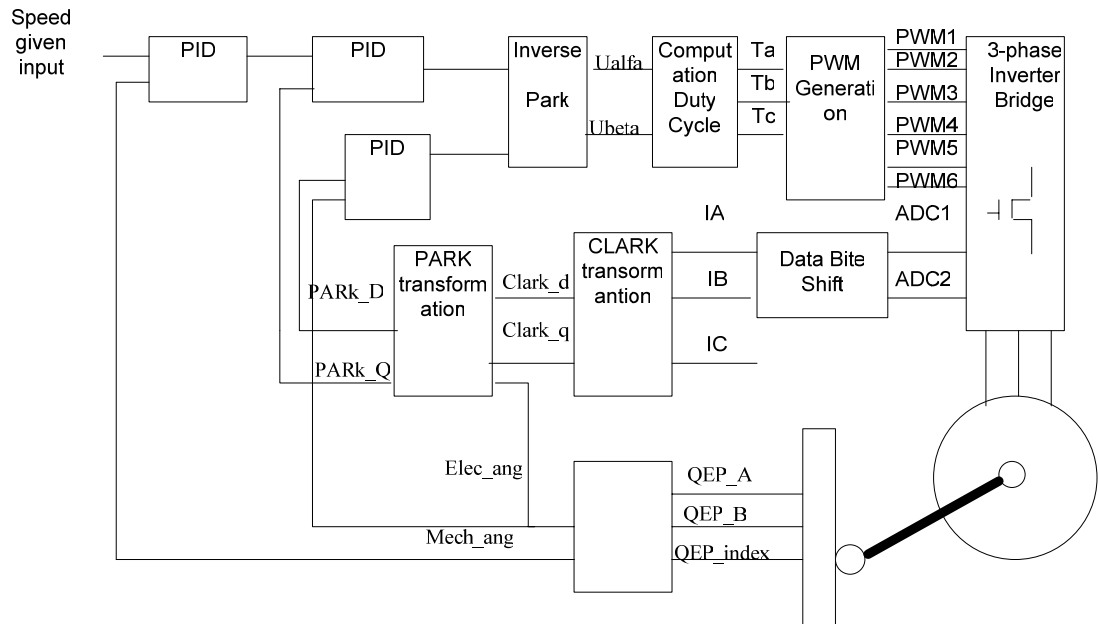 Speed
given
input
PID
PID
PID
Inverse
Park
Ualfa
Ubeta
Comput
ation
Duty
Cycle
Ta
Tb
Tc
PWM
Generati
on
PWM1
PWM2
PWM3
PWM4
PWM5
PWM6
3-phase
Inverter
Bridge
IA
ADC1
PARK
transform
ation
CLARK
transorm
antion
Data Bite
Shift
PARk_D
Clark_d
IB
ADC2
Clark_q
IC
PARk_Q
Elec_ang
QEP_A
QEP_B
Mech_ang
QEP_index